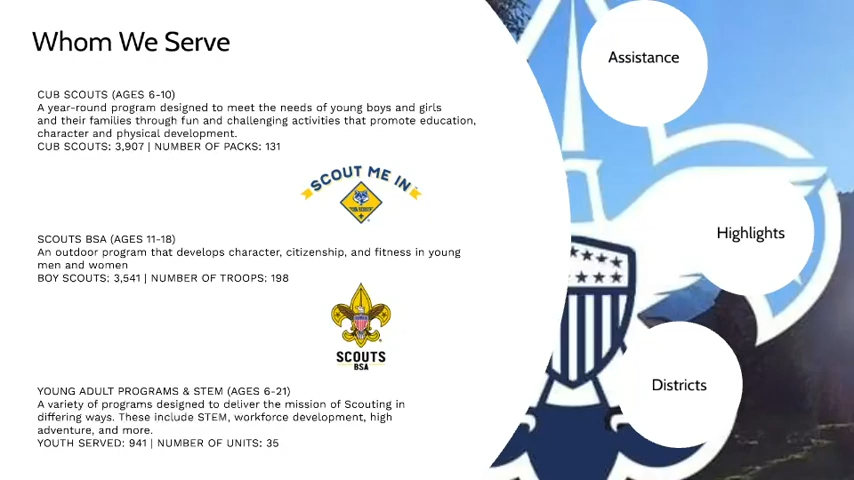 Whom We Serve
CUB SCOUTS (AGES 6-10)
A year-round program designed to meet the needs of young boys and girls
and their families through fun and challenging activities that promote education,
character and physical development.
CUB SCOUTS: 3,907 | NUMBER OF PACKS: 131
SCOUT ME IN
SCOUTS BSA (AGES 11-18)
An outdoor program that develops character, citizenship, and fitness in young
men and women
BOY SCOUTS: 3,541 | NUMBER OF TROOPS: 198
SCOUTS
BSA
YOUNG ADULT PROGRAMS & STEM (AGES 6-21)
A variety of programs designed to deliver the mission of Scouting in
differing ways. These include STEM, workforce development, high
adventure, and more.
YOUTH SERVED: 941 | NUMBER OF UNITS: 35
Assistance
Highlights
Districts